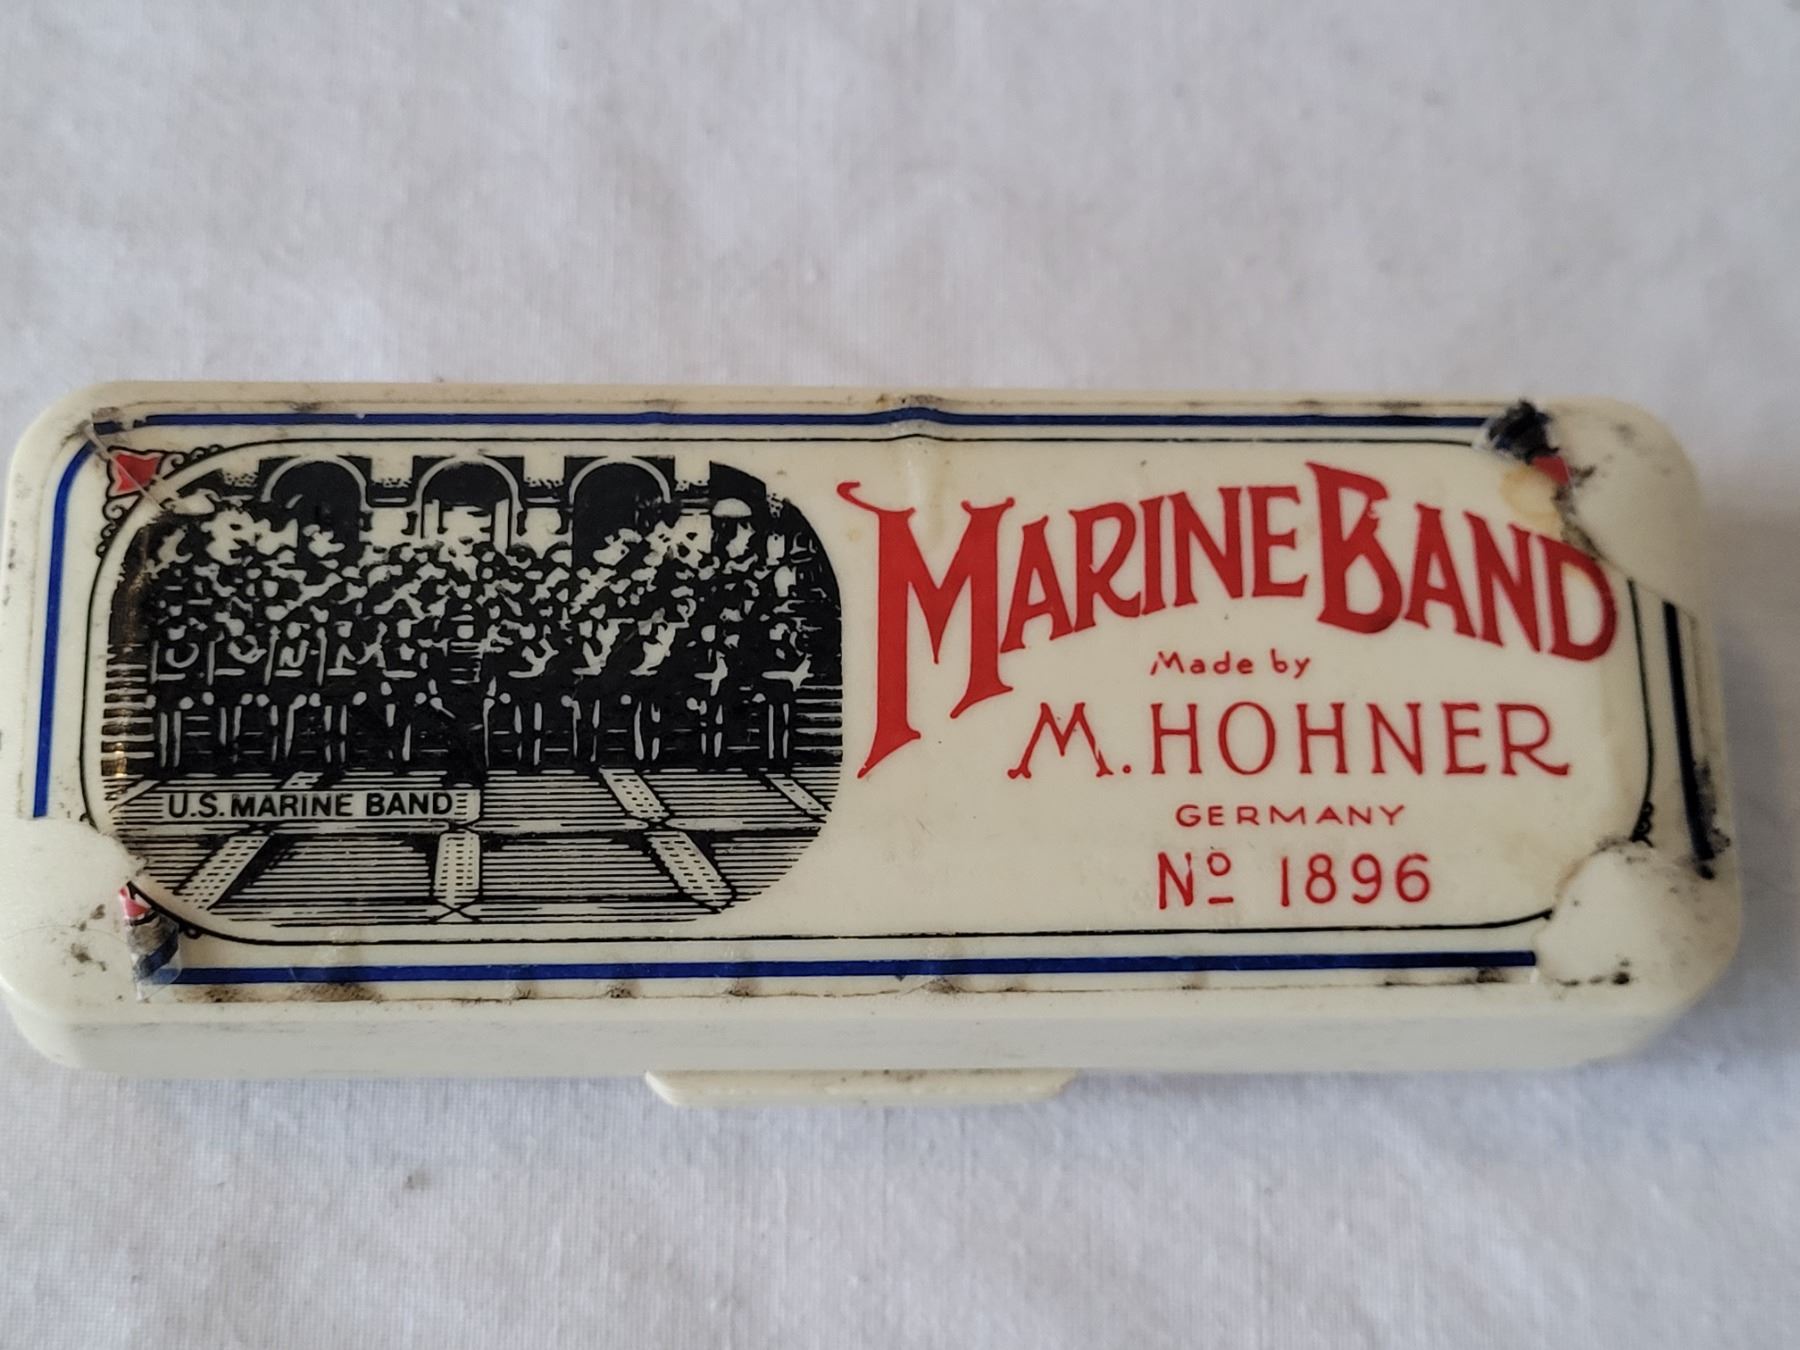 U.S. MARINE BAND
MARINE BAND
Made by
M. HOHNER
GERMANY
Nº 1896